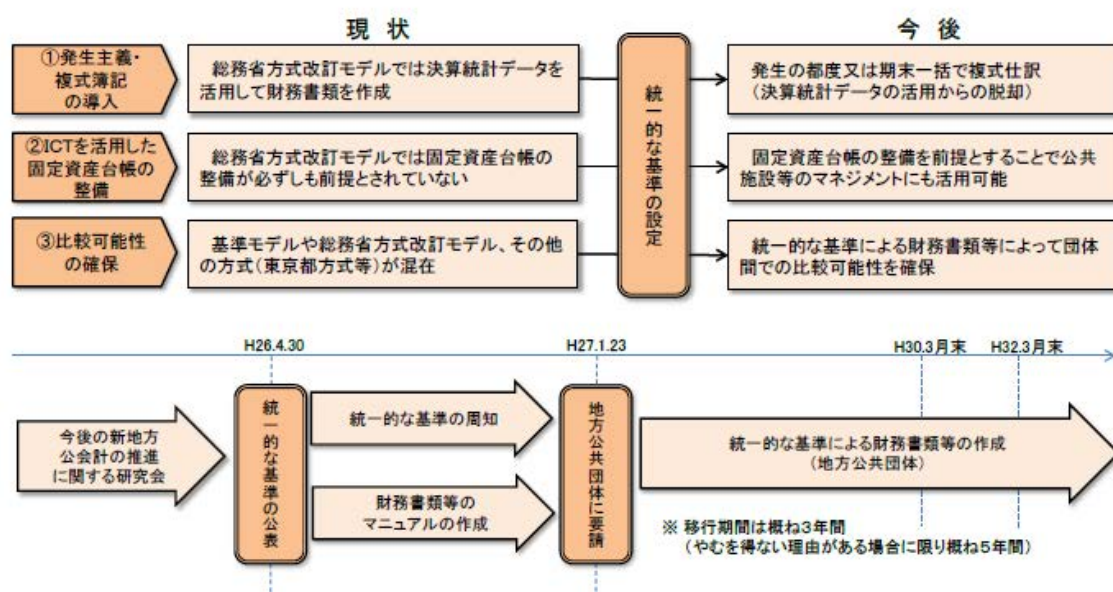 現 状
今 後
①発生主義・
複式簿記
の導入
総務省方式改訂モデルでは決算統計データを
活用して財務書類を作成
統一的な基準の設定
発生の都度又は期末一括で複式仕訳
(決算統計データの活用からの脱却)
②ICTを活用した
固定資産台帳の
整備
総務省方式改訂モデルでは固定資産台帳の
整備が必ずしも前提とされていない
固定資産台帳の整備を前提とすることで公共
施設等のマネジメントにも活用可能
③比較可能性
の確保
基準モデルや総務省方式改訂モデル、その他
の方式(東京都方式等)が混在
統一的な基準による財務書類等によって団体
間での比較可能性を確保
H26.4.30
H27.1.23
H30.3月末
H32.3月末
今後の新地方
公会計の推進
に関する研究会
統一的な基準の公表
統一的な基準の周知
財務書類等の
マニュアルの作成
地方公共団体に要請
統一的な基準による財務書類等の作成
(地方公共団体)
※ 移行期間は概ね3年間
(やむを得ない理由がある場合に限り概ね5年間)